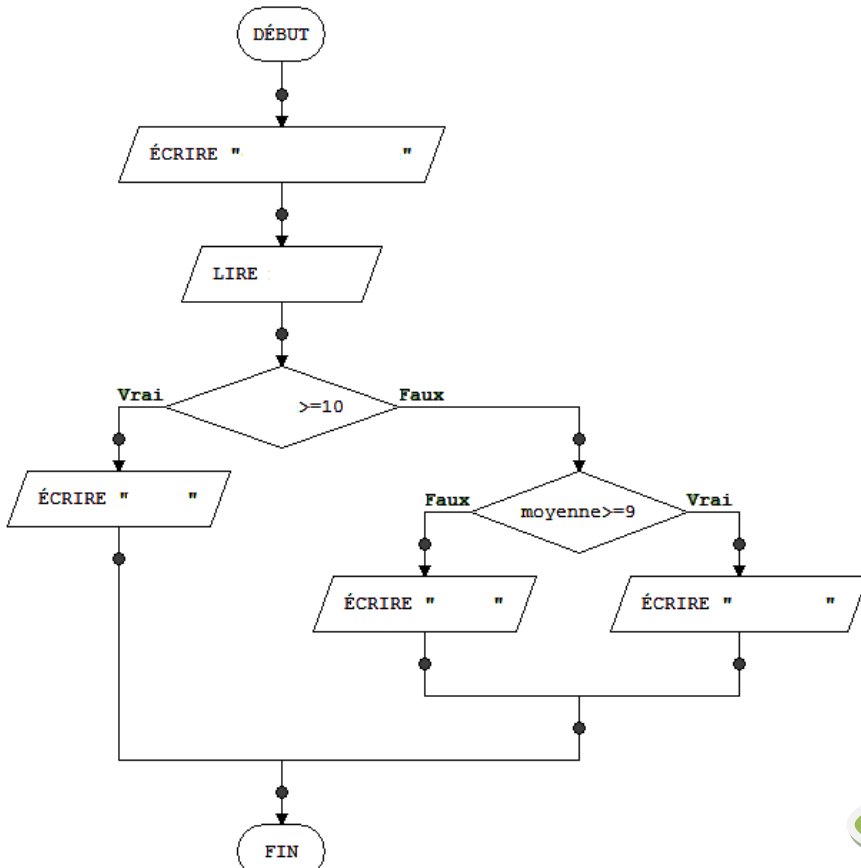 DÉBUT
ÉCRIRE " "
LIRE
Vrai
>=10
Faux
ÉCRIRE " "
Faux
moyenne>=9
Vrai
ÉCRIRE " "
ÉCRIRE " "
FIN